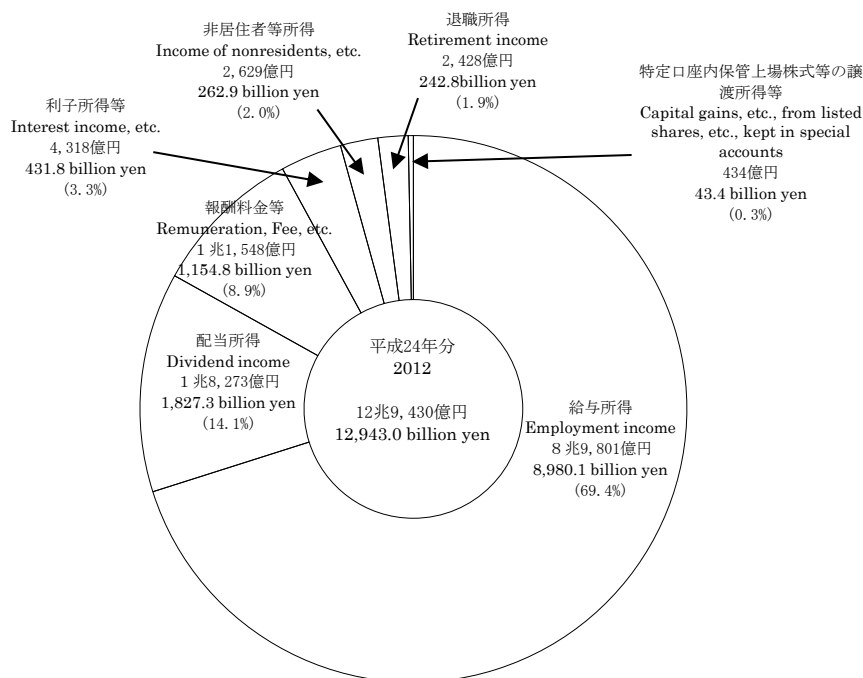 非居住者等所得
Income of nonresidents, etc.
2,629億円
262.9 billion yen
(2.0%)
退職所得
Retirement income
2,428億円
242.8billion yen
(1.9%)
特定口座内保管上場株式等の譲
渡所得等
Capital gains, etc., from listed
shares, etc., kept in special
accounts
434億円
43.4 billion yen
(0.3%)
利子所得等
Interest income, etc.
4,318億円
431.8 billion yen
(3.3%)
報酬料金等
Remuneration, Fee, etc.
1兆1,548億円
1,154.8 billion yen
(8.9%)
配当所得
Dividend income
1兆8,273億円
1,827.3 billion yen
(14.1%)
平成24年分
2012
12兆9,430億円
12,943.0 billion yen
給与所得
Employment income
8兆9,801億円
8,980.1 billion yen
(69.4%)